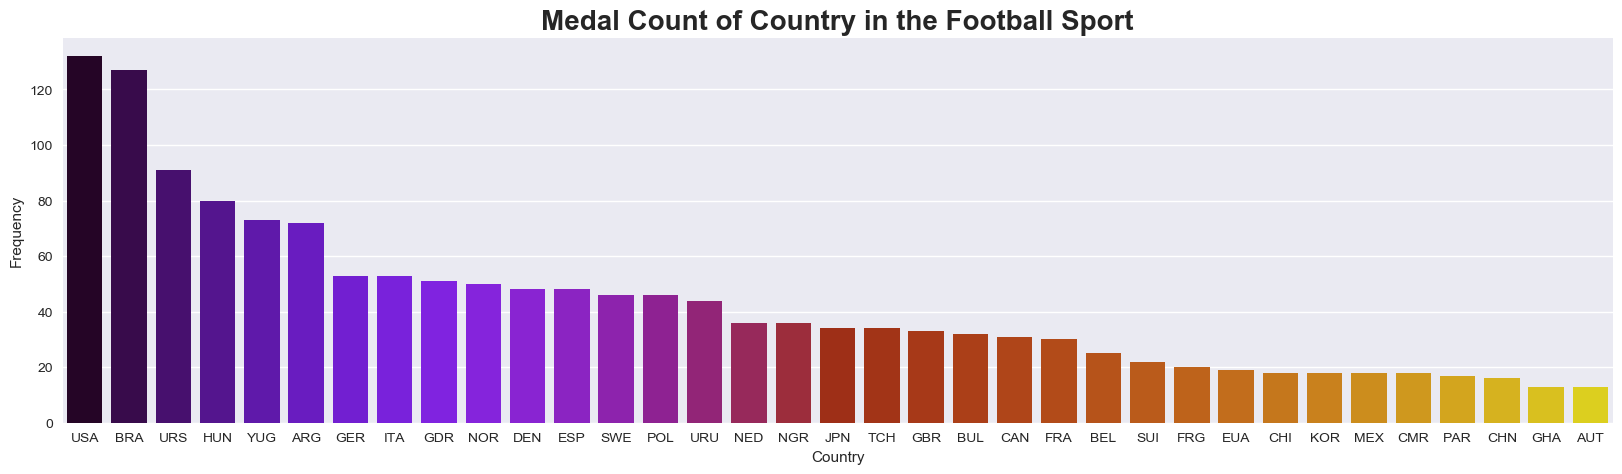 Medal Count of Country in the Football Sport
Frequency
120
100
80
60
40
20
0
USA BRA URS HUN YUG ARG GER ITA GDR NOR DEN ESP SWE POL URU NED NGR JPN TCH GBR BUL CAN FRA BEL SUI FRG EUA CHI KOR MEX CMR PAR CHN GHA AUT
Country